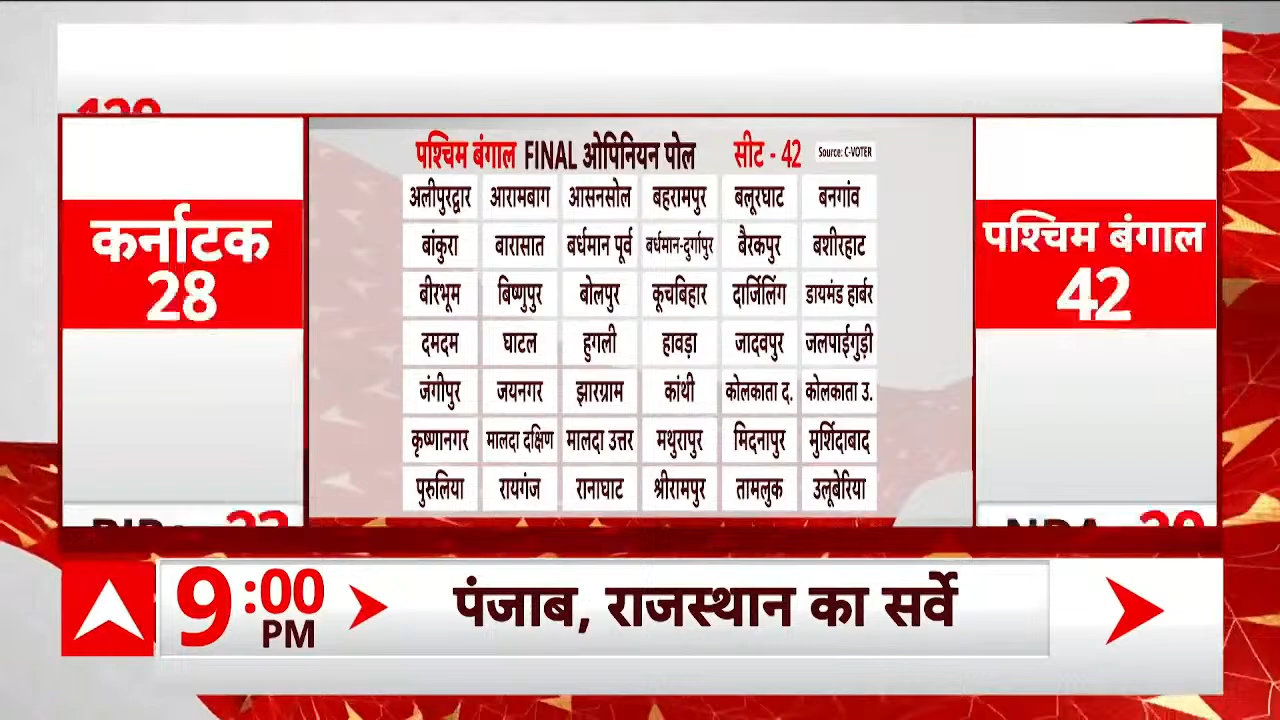 कर्नाटक
28
पश्चिम बंगाल FINAL ओपिनियन पोल सीट - 42 Source: C-VOTER
अलीपुरद्वार आरामबाग आसनसोल बहरामपुर बलूरघाट बनगांव
बांकुरा बारासात बर्धमान पूर्व बर्धमान-दुर्गापुर बैरकपुर बशीरहाट
बीरभूम बिष्णुपुर बोलपुर कूचबिहार दार्जिलिंग डायमंड हार्बर
दमदम घाटल हुगली हावड़ा जादवपुर जलपाईगुड़ी
जंगीपुर जयनगर झारग्राम कांथी कोलकाता द. कोलकाता उ.
कृष्णानगर मालदा दक्षिण मालदा उत्तर मथुरापुर मिदनापुर मुर्शिदाबाद
पुरुलिया रायगंज रानाघाट श्रीरामपुर तामलुक उलूबेरिया
पश्चिम बंगाल
42
9:00 PM
पंजाब, राजस्थान का सर्वे